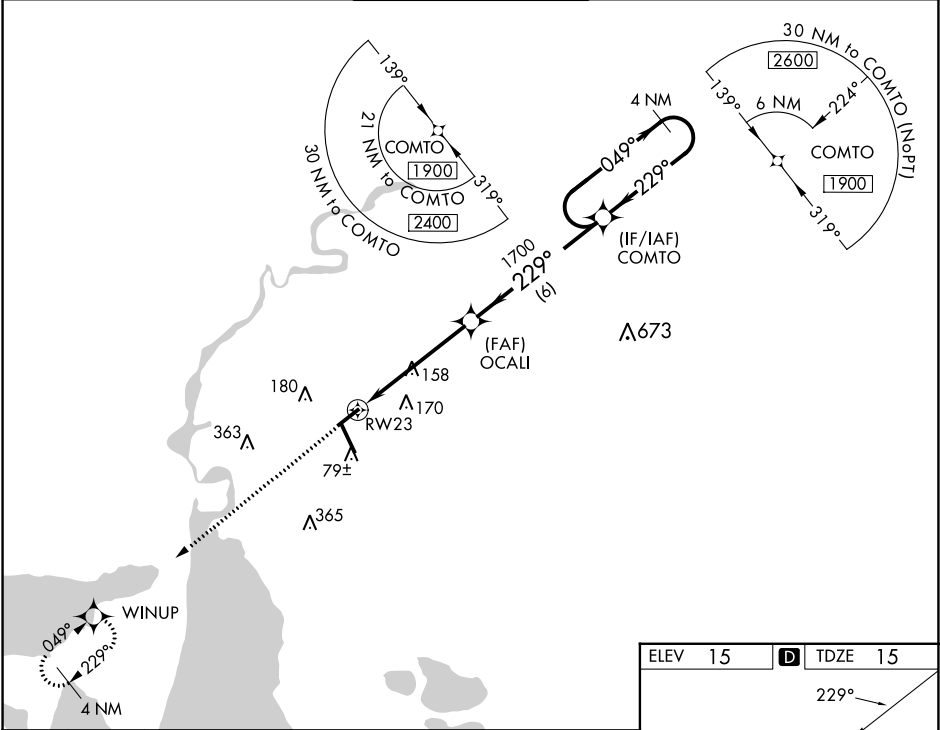 139°
COMTO
1900
319°
21 NM to COMTO
2400
30 NM to COMTO
30 NM to COMTO (NoPT)
2600
139°
6 NM
224°
COMTO
1900
319°
4 NM
049°
229°
(IF/IAF)
COMTO
1700
229°
(6)
673
(FAF)
OCALI
158
180
170
RW23
363
79±
365
WINUP
049°
229°
4 NM
ELEV 15 D TDZE 15
229°